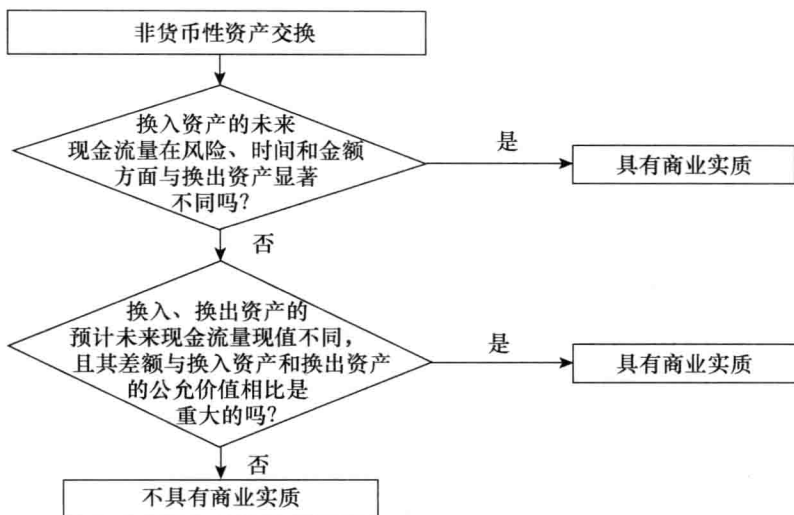 非货币性资产交换
换入资产的未来
现金流量在风险、时间和金额
方面与换出资产显著
不同吗?
是
具有商业实质
否
换入、换出资产的
预计未来现金流量现值不同，
且其差额与换入资产和换出资产
的公允价值相比是
重大的吗?
是
具有商业实质
否
不具有商业实质